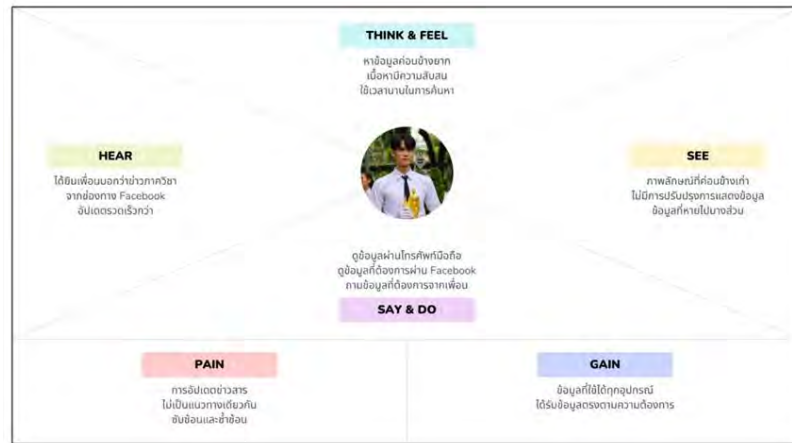 THINK & FEEL
หาข้อมูลค่อนข้างยาก
เนื้อหามีความสับสน
ใช้เวลานานในการค้นหา
HEAR
ได้ยินเพื่อนบอกว่าข่าวภาควิชา
จากช่องทาง Facebook
อัปเดตรวดเร็วกว่า
SEE
ภาพลักษณ์ที่ค่อนข้างเก่า
ไม่มีการปรับปรุงการแสดงข้อมูล
ข้อมูลที่หายไปบางส่วน
ดูข้อมูลผ่านโทรศัพท์มือถือ
ดูข้อมูลที่ต้องการผ่าน Facebook
ถามข้อมูลที่ต้องการจากเพื่อน
SAY & DO
PAIN
การอัปเดตข่าวสาร
ไม่เป็นแนวทางเดียวกัน
ซับซ้อนและซ้ำซ้อน
GAIN
ข้อมูลที่ใช้ได้ทุกอุปกรณ์
ได้รับข้อมูลตรงตามความต้องการ